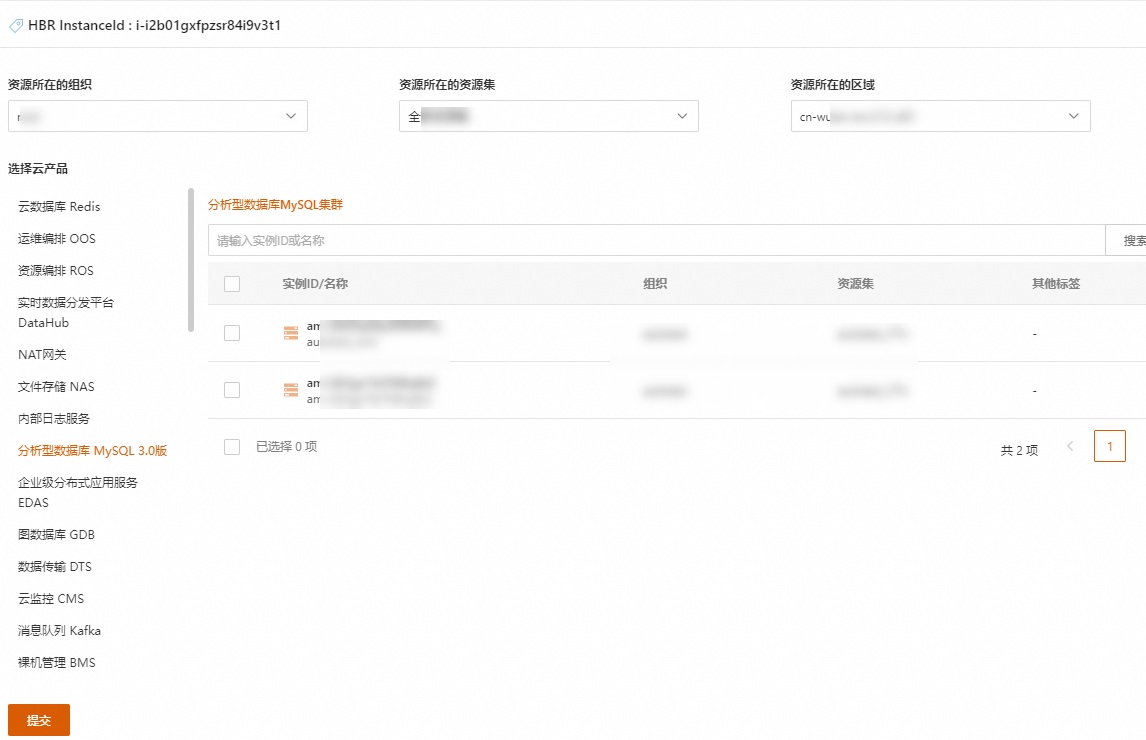 HBR InstanceId : i-i2b01gxfpzsr84i9v3t1
资源所在的组织
资源所在的资源集
资源所在的区域
全
cn-wu
选择云产品
云数据库 Redis
运维编排 OOS
资源编排 ROS
实时数据分发平台
DataHub
NAT网关
文件存储 NAS
内部日志服务
分析型数据库 MySQL 3.0版
企业级分布式应用服务
EDAS
图数据库 GDB
数据传输 DTS
云监控 CMS
消息队列 Kafka
裸机管理 BMS
分析型数据库MySQL集群
请输入实例ID或名称
搜索
实例ID/名称 组织 资源集 其他标签
am
au
-
am
am
-
已选择 0 项
共 2 项
1
提交